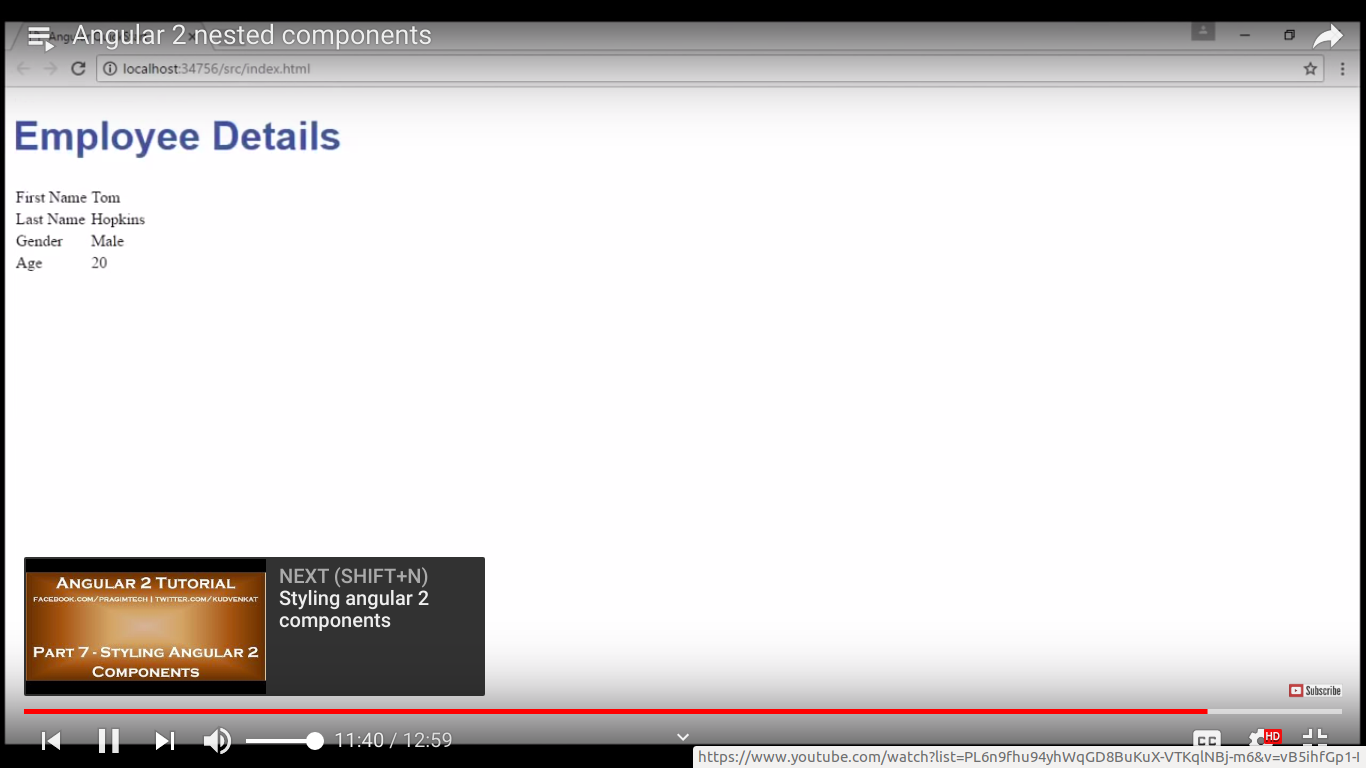 Angular 2 nested components
localhost:34756/src/index.html
Employee Details
First Name Tom
Last Name Hopkins
Gender Male
Age 20
ANGULAR 2 TUTORIAL
FACEBOOK.COM/PRAGIMTECH | TWITTER.COM/KUDVENKAT
PART 7 - STYLING ANGULAR 2
COMPONENTS
NEXT (SHIFT+N)
Styling angular 2
components
Subscribe
11:40 / 12:59
CC
HD
https://www.youtube.com/watch?list=PL6n9fhu94yhWqGD8BuKuX-VTKqlNBj-m6&v=vB5ihfGp1-I